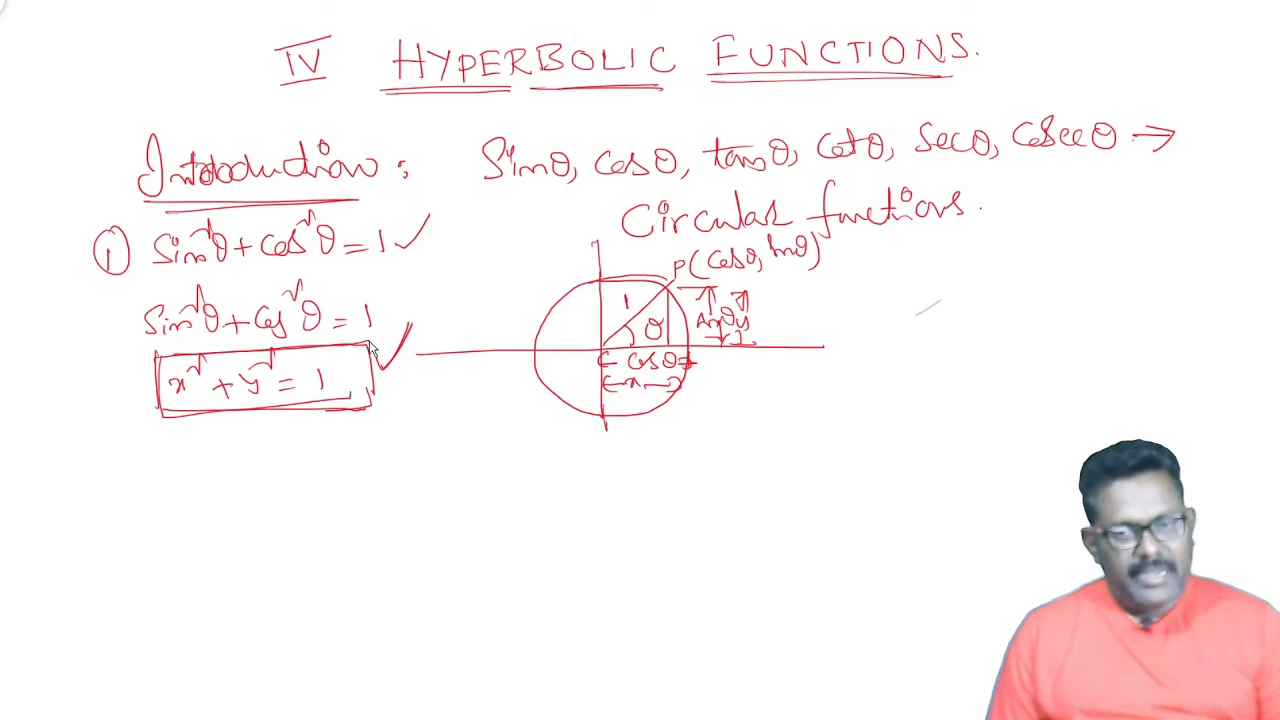 IV HYPERBOLIC FUNCTIONS.
Introduction: Sinθ, cosθ, tanθ, cotθ, secθ, cosecθ →
Circular functions.
① Sin²θ + cos²θ = 1 ✓
P(cosθ, sinθ)
Sin²θ + cos²θ = 1
1 θ sinθ y
x² + y² = 1 ✓
cosθ
x